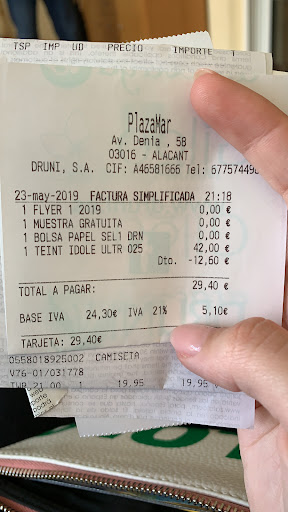 TSP IMP UD PRECIO IMPORTE
PlazaMar
Av. Denia , 58
03016 - ALACANT
DRUNI, S.A. CIF: A46581666 Tel: 677574498
23-may-2019 FACTURA SIMPLIFICADA 21:18
1 FLYER 1 2019 0,00 €
1 MUESTRA GRATUITA 0,00 €
1 BOLSA PAPEL SEL1 DRN 0,00 €
1 TEINT IDOLE ULTR 025 42,00 €
Dto. -12,60 €
TOTAL A PAGAR: 29,40 €
BASE IVA 24,30€ IVA 21% 5,10€
TARJETA: 29,40€
0558018925002 CAMISETA
V76-01/031778
21.00 1 19,95 19,95 €